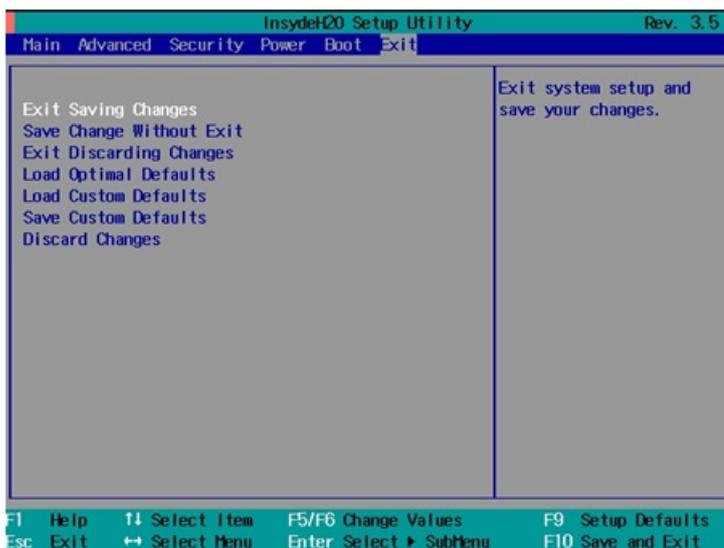 InsydeH20 Setup Utility Rev. 3.5
Main Advanced Security Power Boot Exit
Exit Saving Changes
Save Change Without Exit
Exit Discarding Changes
Load Optimal Defaults
Load Custom Defaults
Save Custom Defaults
Discard Changes
Exit system setup and
save your changes.
F1 Help ↑↓ Select Item F5/F6 Change Values F9 Setup Defaults
Esc Exit ↔ Select Menu Enter Select ▶ SubMenu F10 Save and Exit